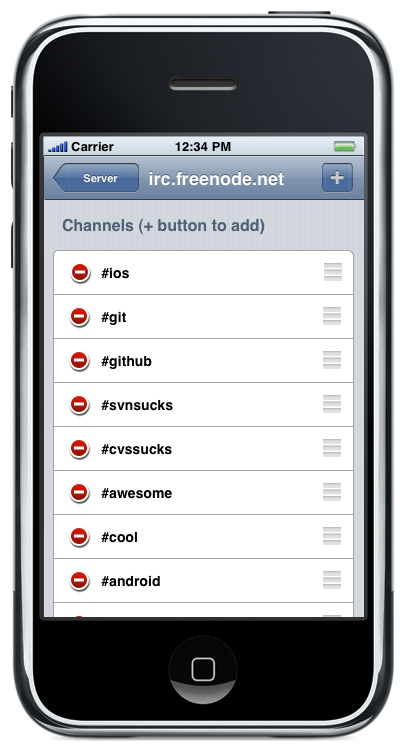 Carrier
12:34 PM
Server
irc.freenode.net
+
Channels (+ button to add)
#ios
#git
#github
#svnsucks
#cvssucks
#awesome
#cool
#android